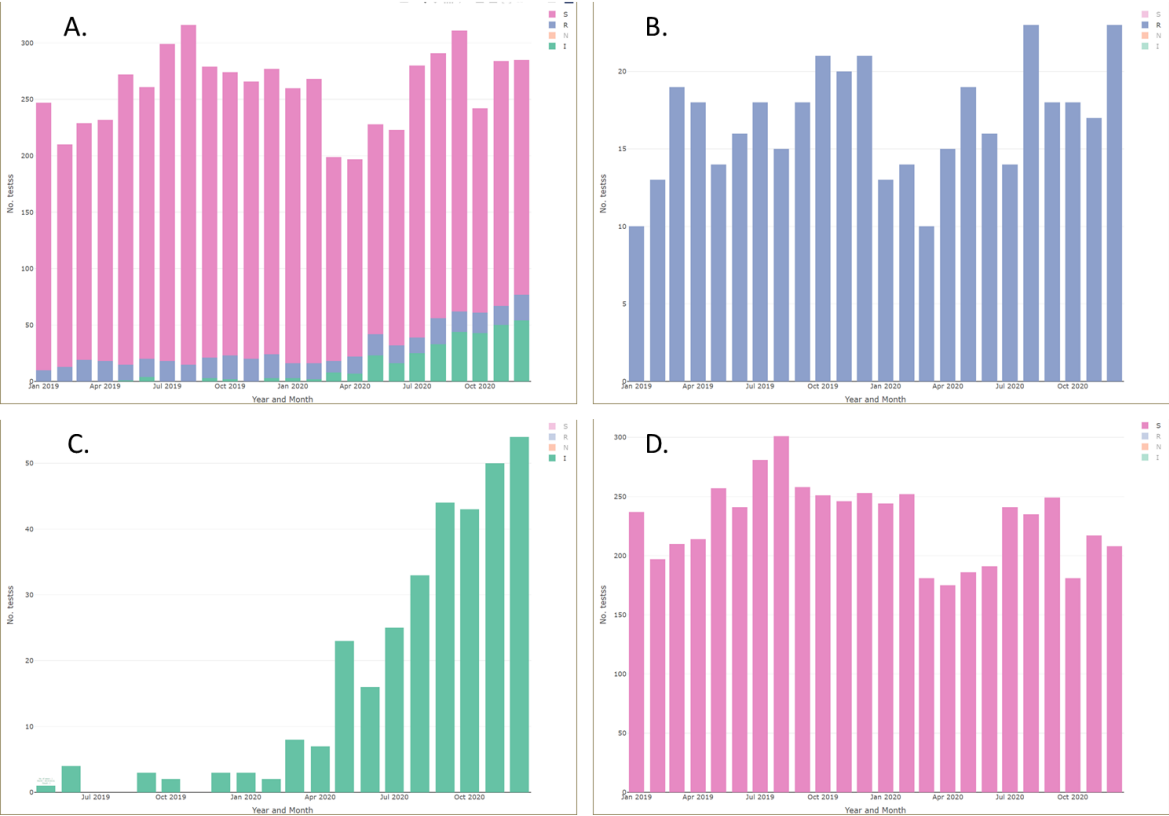 A.
S
R
N
I
300
250
200
150
100
50
0
No. testss
Jan 2019 Apr 2019 Jul 2019 Oct 2019 Jan 2020 Apr 2020 Jul 2020 Oct 2020
Year and Month
B.
S
R
N
I
20
15
10
5
0
No. testss
Jan 2019 Apr 2019 Jul 2019 Oct 2019 Jan 2020 Apr 2020 Jul 2020 Oct 2020
Year and Month
C.
S
R
N
I
50
40
30
20
10
0
No. testss
Jul 2019 Oct 2019 Jan 2020 Apr 2020 Jul 2020 Oct 2020
Year and Month
D.
S
R
N
I
300
250
200
150
100
50
0
No. testss
Jan 2019 Apr 2019 Jul 2019 Oct 2019 Jan 2020 Apr 2020 Jul 2020 Oct 2020
Year and Month